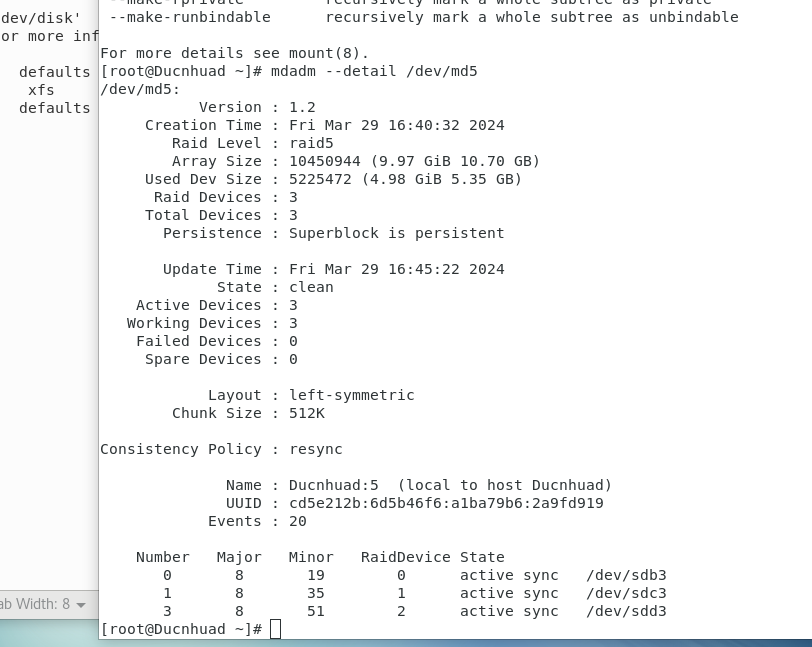 dev/disk'
or more inf
defaults
xfs
defaults
ab Width: 8
--make-rprivate recursively mark a whole subtree as private
--make-runbindable recursively mark a whole subtree as unbindable
For more details see mount(8).
[root@Ducnhuad ~]# mdadm --detail /dev/md5
/dev/md5:
Version : 1.2
Creation Time : Fri Mar 29 16:40:32 2024
Raid Level : raid5
Array Size : 10450944 (9.97 GiB 10.70 GB)
Used Dev Size : 5225472 (4.98 GiB 5.35 GB)
Raid Devices : 3
Total Devices : 3
Persistence : Superblock is persistent
Update Time : Fri Mar 29 16:45:22 2024
State : clean
Active Devices : 3
Working Devices : 3
Failed Devices : 0
Spare Devices : 0
Layout : left-symmetric
Chunk Size : 512K
Consistency Policy : resync
Name : Ducnhuad:5  (local to host Ducnhuad)
UUID : cd5e212b:6d5b46f6:a1ba79b6:2a9fd919
Events : 20
Number Major Minor RaidDevice State
0 8 19 0 active sync /dev/sdb3
1 8 35 1 active sync /dev/sdc3
3 8 51 2 active sync /dev/sdd3
[root@Ducnhuad ~]#